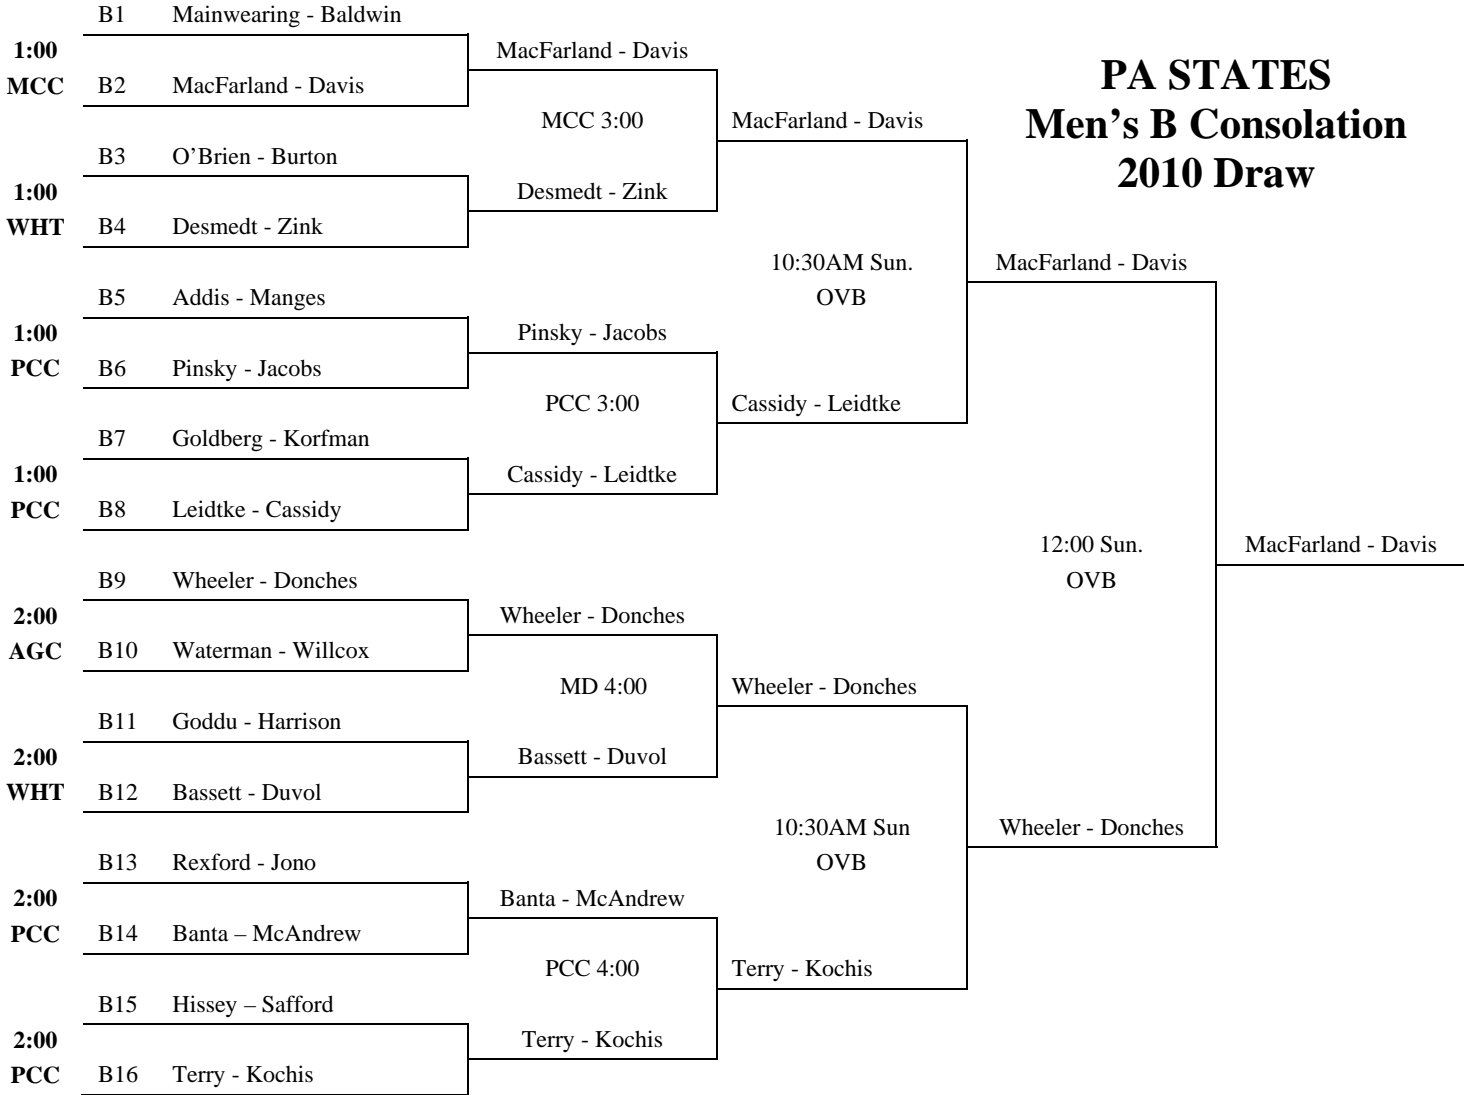 B1 Mainwearing - Baldwin
1:00 MacFarland - Davis
PA STATES
MCC B2 MacFarland - Davis
Men's B Consolation
MCC 3:00 MacFarland - Davis
B3 O'Brien - Burton
2010 Draw
1:00 Desmedt - Zink
WHT B4 Desmedt - Zink
10:30AM Sun. MacFarland - Davis
B5 Addis - Manges OVB
1:00 Pinsky - Jacobs
PCC B6 Pinsky - Jacobs
PCC 3:00 Cassidy - Leidtke
B7 Goldberg - Korfman
1:00 Cassidy - Leidtke
PCC B8 Leidtke - Cassidy
12:00 Sun. MacFarland - Davis
B9 Wheeler - Donches OVB
2:00 Wheeler - Donches
AGC B10 Waterman - Willcox
MD 4:00 Wheeler - Donches
B11 Goddu - Harrison
2:00 Bassett - Duvol
WHT B12 Bassett - Duvol
10:30AM Sun Wheeler - Donches
B13 Rexford - Jono OVB
2:00 Banta - McAndrew
PCC B14 Banta – McAndrew
PCC 4:00 Terry - Kochis
B15 Hissey – Safford
2:00 Terry - Kochis
PCC B16 Terry - Kochis